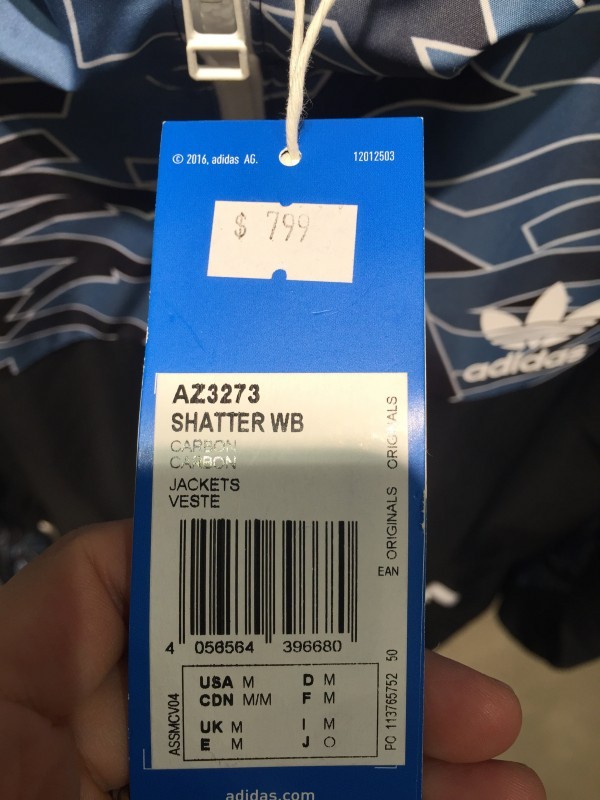 © 2016, adidas AG. 12012503
$ 799
adidas
AZ3273
SHATTER WB
CARBON
CARBON
JACKETS
VESTE
ORIGINALS ORIGINALS
EAN
4 056564 396680
ASSMCV04
USA M D M
CDN M/M F M
UK M I M
E M J O
PC 113765752 50
adidas.com